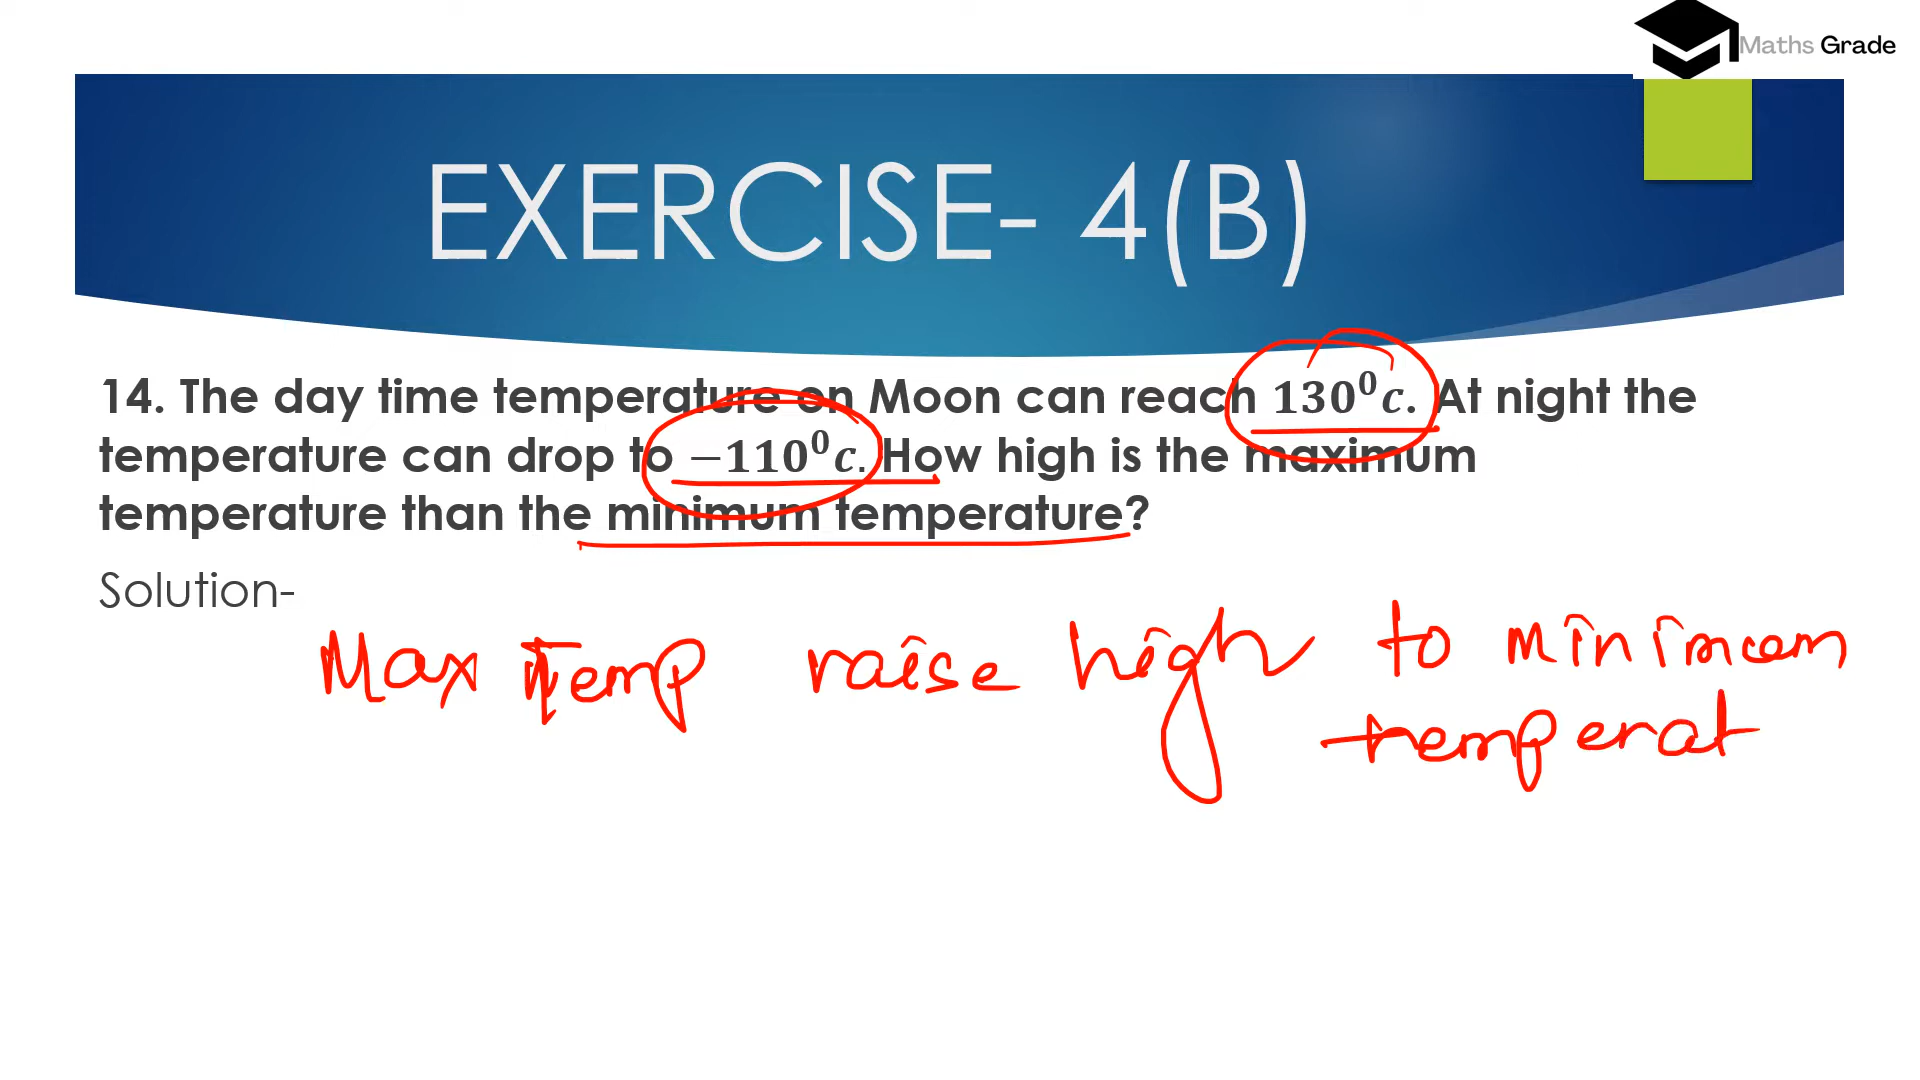 Maths Grade
EXERCISE- 4(B)
14. The day time temperature on Moon can reach 130⁰c. At night the
temperature can drop to −110⁰c. How high is the maximum
temperature than the minimum temperature?
Solution-
Max Temp raise high to minimum
temperat